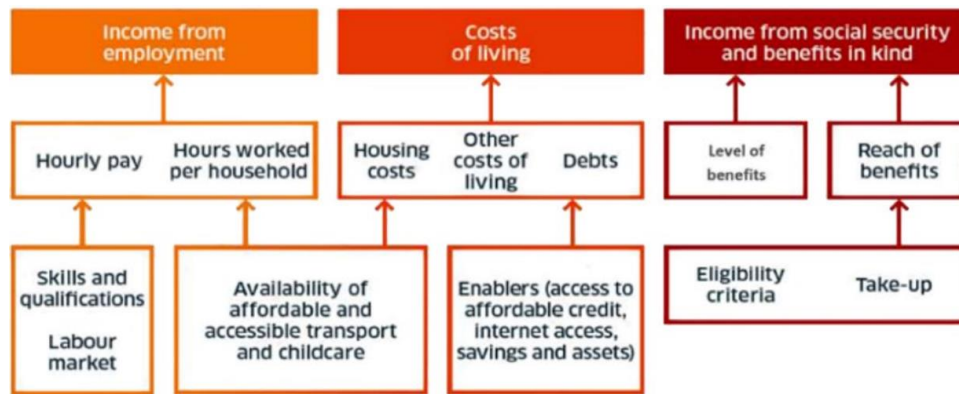 Income from
employment
Costs
of living
Income from social security
and benefits in kind
Hourly pay
Hours worked
per household
Housing
costs
Other
costs of
living
Debts
Level of
benefits
Reach of
benefits
Skills and
qualifications
Labour
market
Availability of
affordable and
accessible transport
and childcare
Enablers (access to
affordable credit,
internet access,
savings and assets)
Eligibility
criteria
Take-up